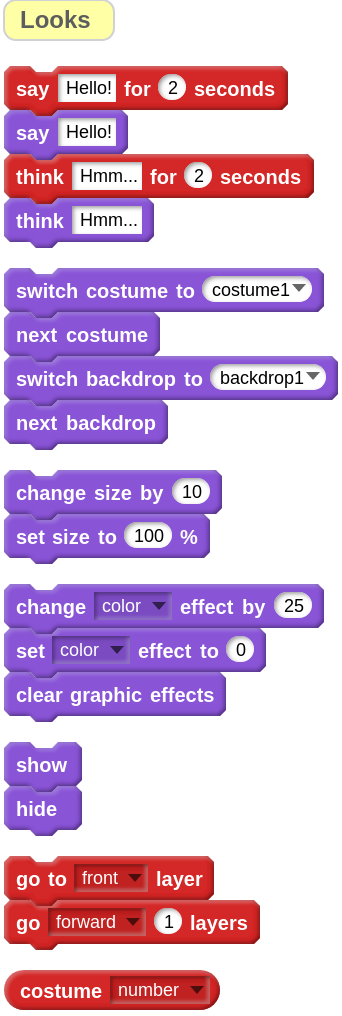 Looks
say Hello! for 2 seconds
say Hello!
think Hmm... for 2 seconds
think Hmm...
switch costume to costume1
next costume
switch backdrop to backdrop1
next backdrop
change size by 10
set size to 100 %
change color effect by 25
set color effect to 0
clear graphic effects
show
hide
go to front layer
go forward 1 layers
costume number